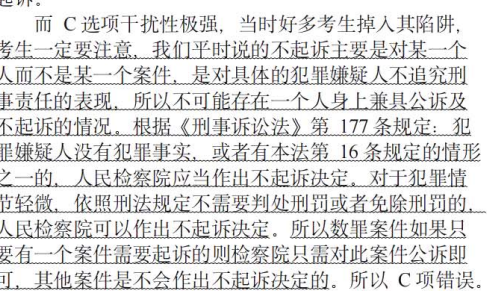 起诉。
而 C 选项干扰性极强，当时好多考生掉入其陷阱，
考生一定要注意，我们平时说的不起诉主要是对某一个
人而不是某一个案件，是对具体的犯罪嫌疑人不追究刑
事责任的表现，所以不可能存在一个人身上兼具公诉及
不起诉的情况。根据《刑事诉讼法》第 177 条规定：犯
罪嫌疑人没有犯罪事实，或者有本法第 16 条规定的情形
之一的，人民检察院应当作出不起诉决定。对于犯罪情
节轻微，依照刑法规定不需要判处刑罚或者免除刑罚的，
人民检察院可以作出不起诉决定。所以数罪案件如果只
要有一个案件需要起诉的则检察院只需对此案件公诉即
可，其他案件是不会作出不起诉决定的。所以 C 项错误。